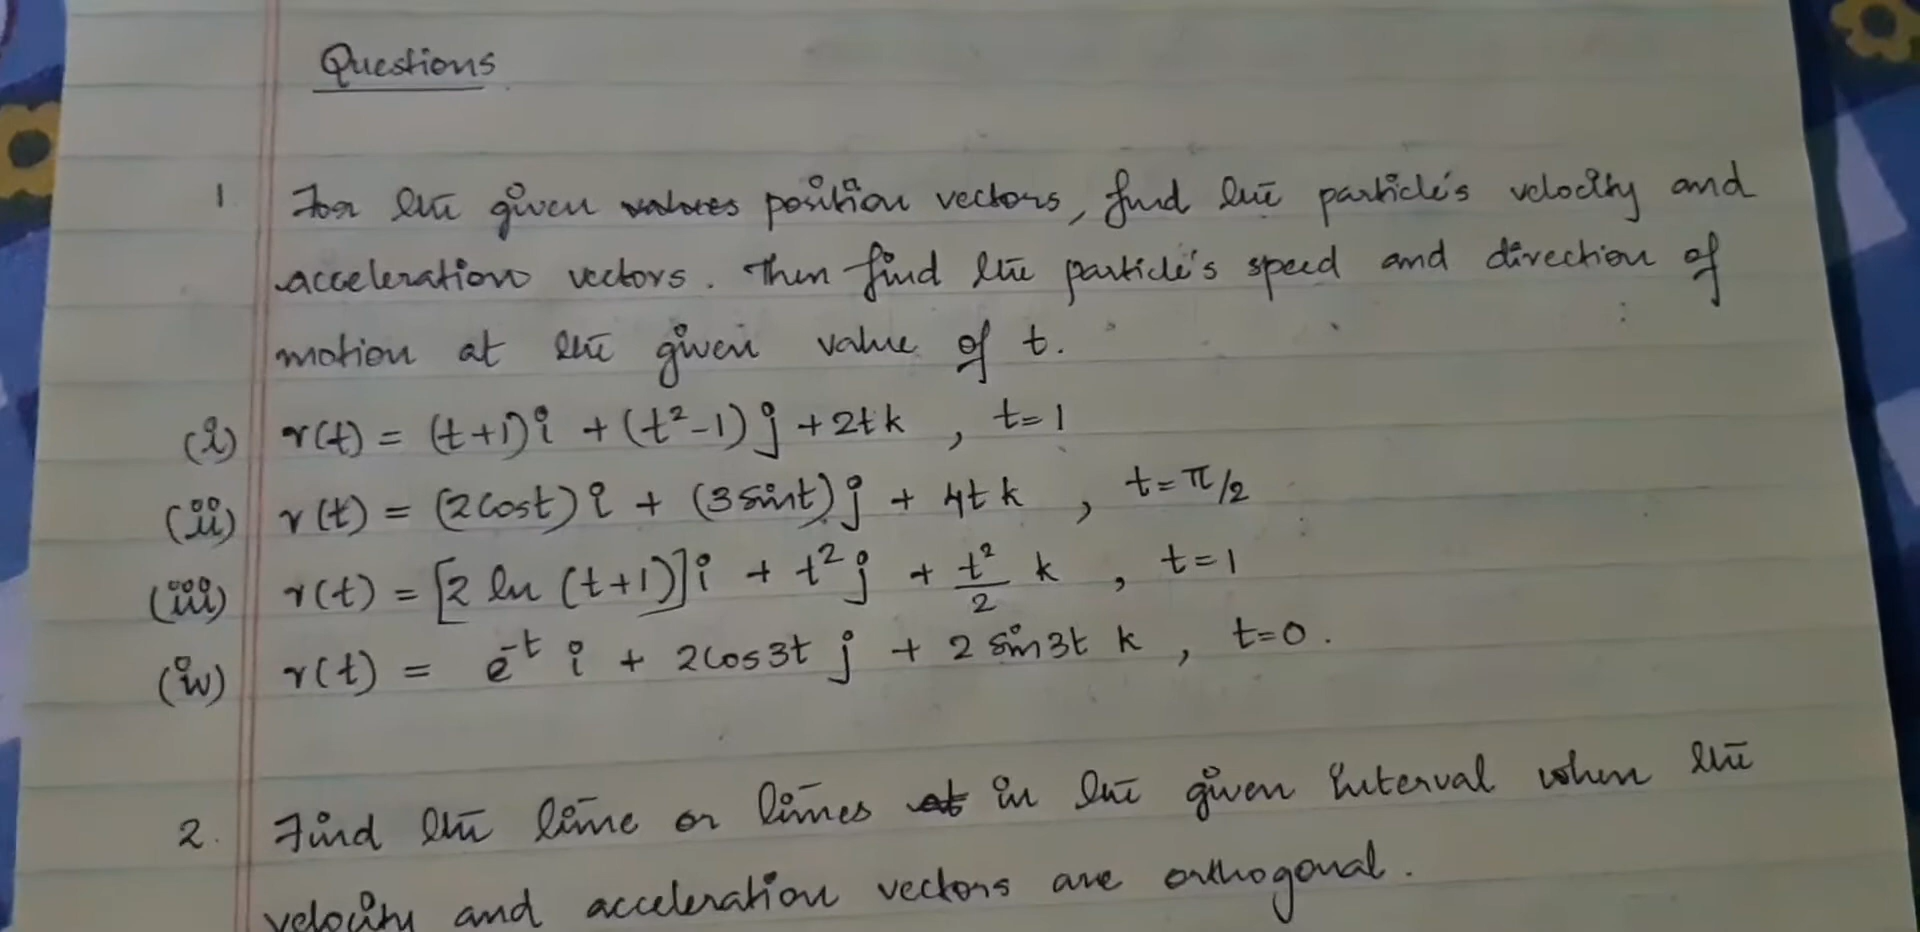 Questions
1. For the given values position vectors, find the particle's velocity and
acceleration vectors. Then find the particle's speed and direction of
motion at the given value of t.
(i) r(t) = (t+1)i + (t²-1)j + 2tk , t=1
(ii) r(t) = (2cost)i + (3sint)j + 4tk , t=π/2
(iii) r(t) = [2 ln (t+1)]i + t²j + t²/2 k , t=1
(iv) r(t) = e^-t i + 2cos3t j + 2 sin3t k , t=0.
2. Find the time or times at in the given interval when the
velocity and acceleration vectors are orthogonal.